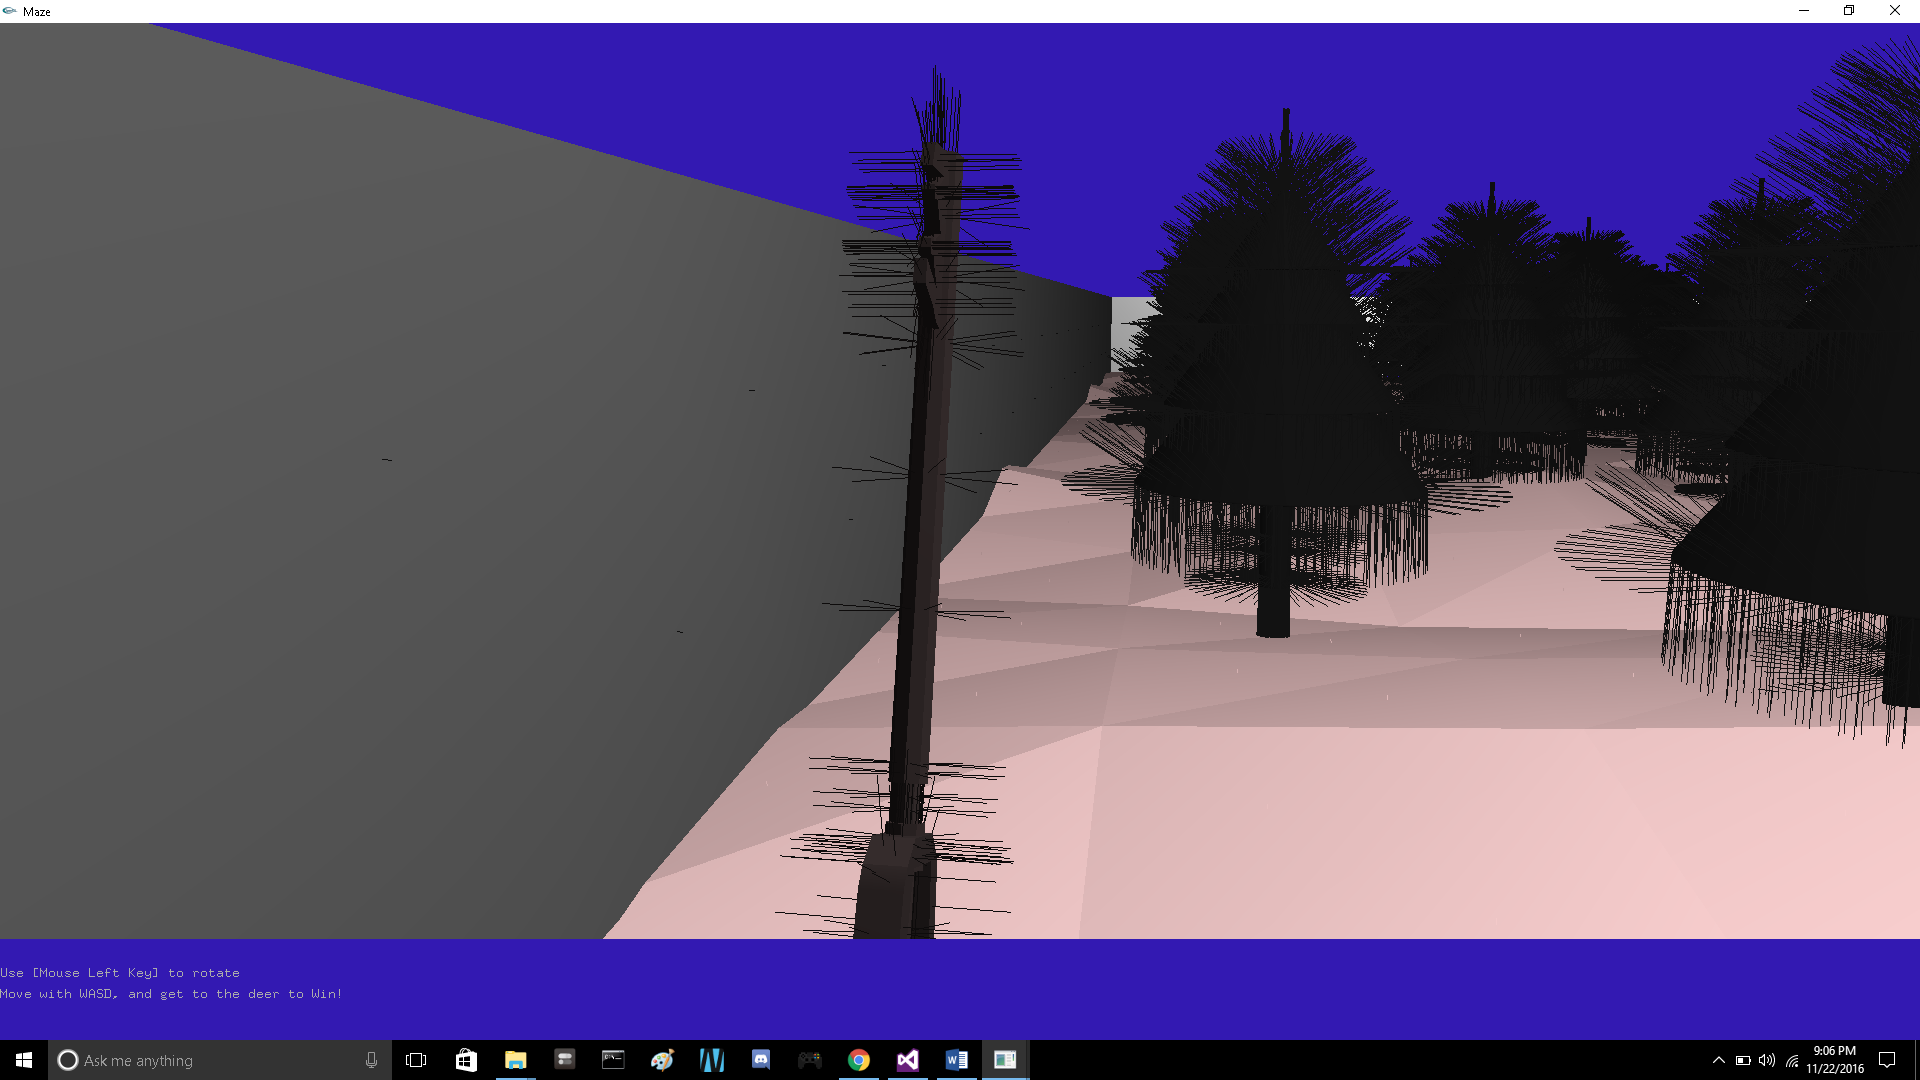 Maze
Use [Mouse Left Key] to rotate
Move with WASD, and get to the deer to Win!
Ask me anything
9:06 PM
11/22/2016